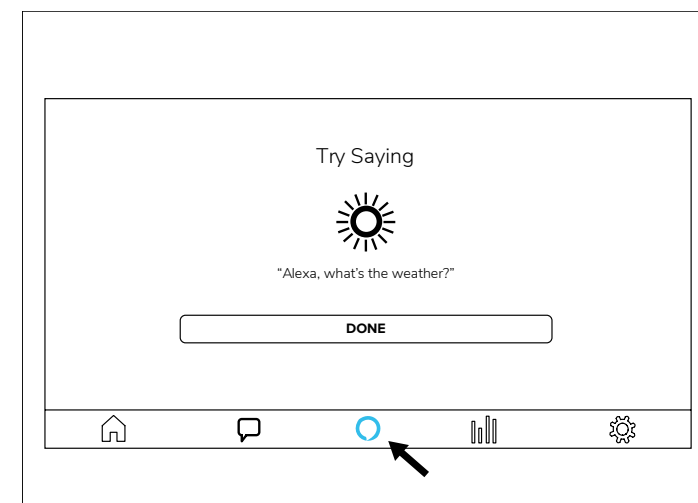 Try Saying
“Alexa, what’s the weather?”
DONE